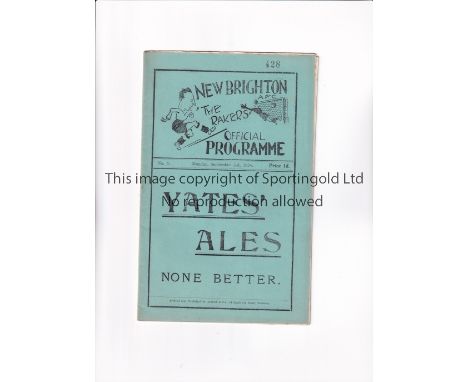 428
NEW BRIGHTON
"THE
RAKERS"
OFFICIAL
PROGRAMME
Price 1d.
This image copyright of Sportingold Ltd/
No reproduction allowed
YATES'
ALES
NONE BETTER.